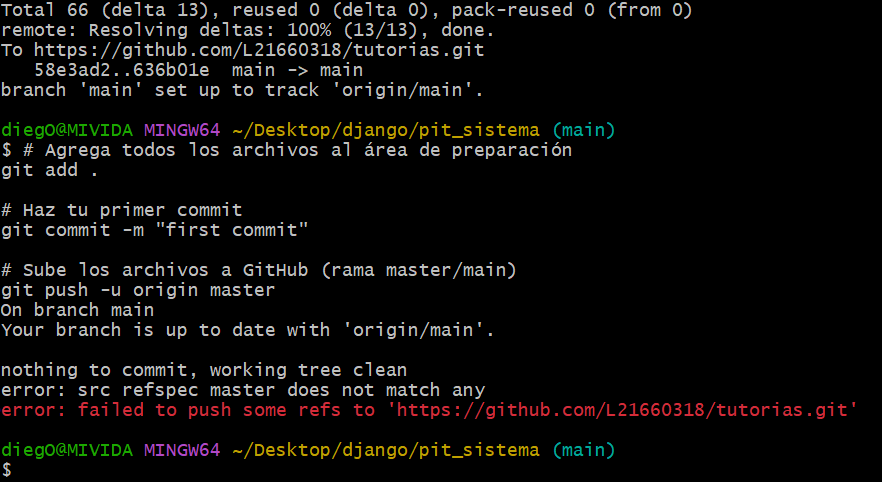 Total 66 (delta 13), reused 0 (delta 0), pack-reused 0 (from 0)
remote: Resolving deltas: 100% (13/13), done.
To https://github.com/L21660318/tutorias.git
   58e3ad2..636b01e  main -> main
branch 'main' set up to track 'origin/main'.

diegO@MIVIDA MINGW64 ~/Desktop/django/pit_sistema (main)
$ # Agrega todos los archivos al área de preparación
git add .

# Haz tu primer commit
git commit -m "first commit"

# Sube los archivos a GitHub (rama master/main)
git push -u origin master
On branch main
Your branch is up to date with 'origin/main'.

nothing to commit, working tree clean
error: src refspec master does not match any
error: failed to push some refs to 'https://github.com/L21660318/tutorias.git'

diegO@MIVIDA MINGW64 ~/Desktop/django/pit_sistema (main)
$